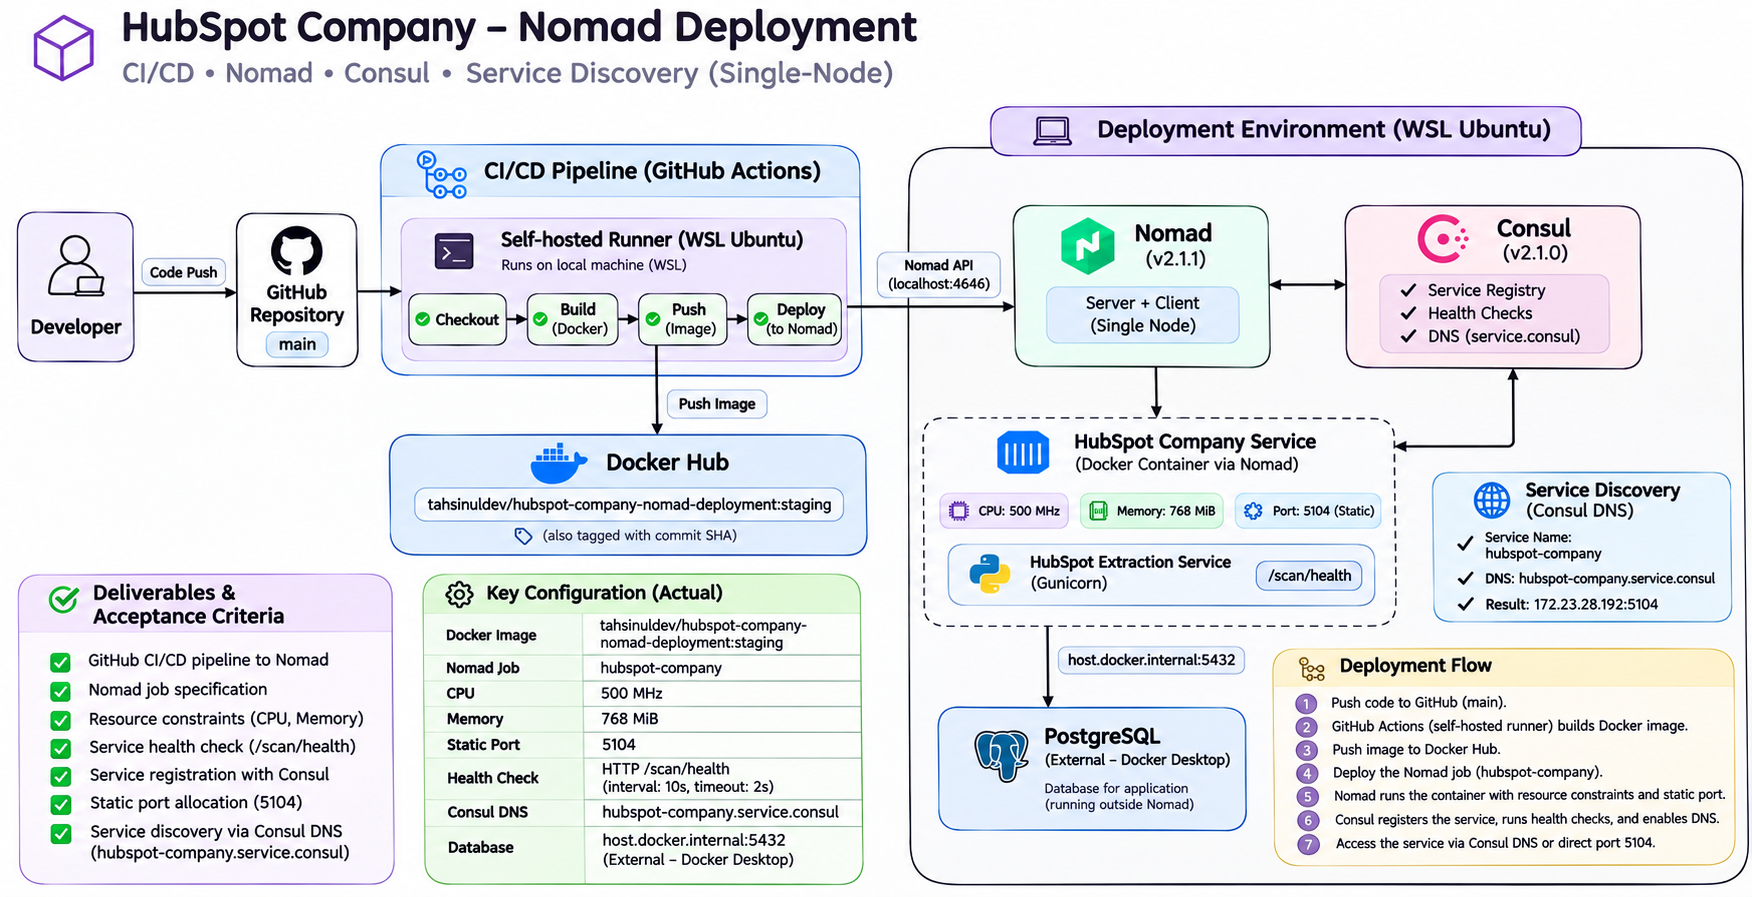 HubSpot Company – Nomad Deployment
CI/CD • Nomad • Consul • Service Discovery (Single-Node)
Developer
Code Push
GitHub
Repository
main
CI/CD Pipeline (GitHub Actions)
Self-hosted Runner (WSL Ubuntu)
Runs on local machine (WSL)
Checkout
Build
(Docker)
Push
(Image)
Deploy
(to Nomad)
Push Image
Docker Hub
tahsinuldev/hubspot-company-nomad-deployment:staging
(also tagged with commit SHA)
Nomad API
(localhost:4646)
Deployment Environment (WSL Ubuntu)
Nomad
(v2.1.1)
Server + Client
(Single Node)
Consul
(v2.1.0)
Service Registry
Health Checks
DNS (service.consul)
HubSpot Company Service
(Docker Container via Nomad)
CPU: 500 MHz
Memory: 768 MiB
Port: 5104 (Static)
HubSpot Extraction Service
(Gunicorn)
/scan/health
Service Discovery
(Consul DNS)
Service Name:
hubspot-company
DNS: hubspot-company.service.consul
Result: 172.23.28.192:5104
host.docker.internal:5432
PostgreSQL
(External – Docker Desktop)
Database for application
(running outside Nomad)
Deployment Flow
1 Push code to GitHub (main).
2 GitHub Actions (self-hosted runner) builds Docker image.
3 Push image to Docker Hub.
4 Deploy the Nomad job (hubspot-company).
5 Nomad runs the container with resource constraints and static port.
6 Consul registers the service, runs health checks, and enables DNS.
7 Access the service via Consul DNS or direct port 5104.
Deliverables &
Acceptance Criteria
GitHub CI/CD pipeline to Nomad
Nomad job specification
Resource constraints (CPU, Memory)
Service health check (/scan/health)
Service registration with Consul
Static port allocation (5104)
Service discovery via Consul DNS
(hubspot-company.service.consul)
Key Configuration (Actual)
Docker Image
tahsinuldev/hubspot-company-
nomad-deployment:staging
Nomad Job hubspot-company
CPU 500 MHz
Memory 768 MiB
Static Port 5104
Health Check
HTTP /scan/health
(interval: 10s, timeout: 2s)
Consul DNS hubspot-company.service.consul
Database
host.docker.internal:5432
(External – Docker Desktop)